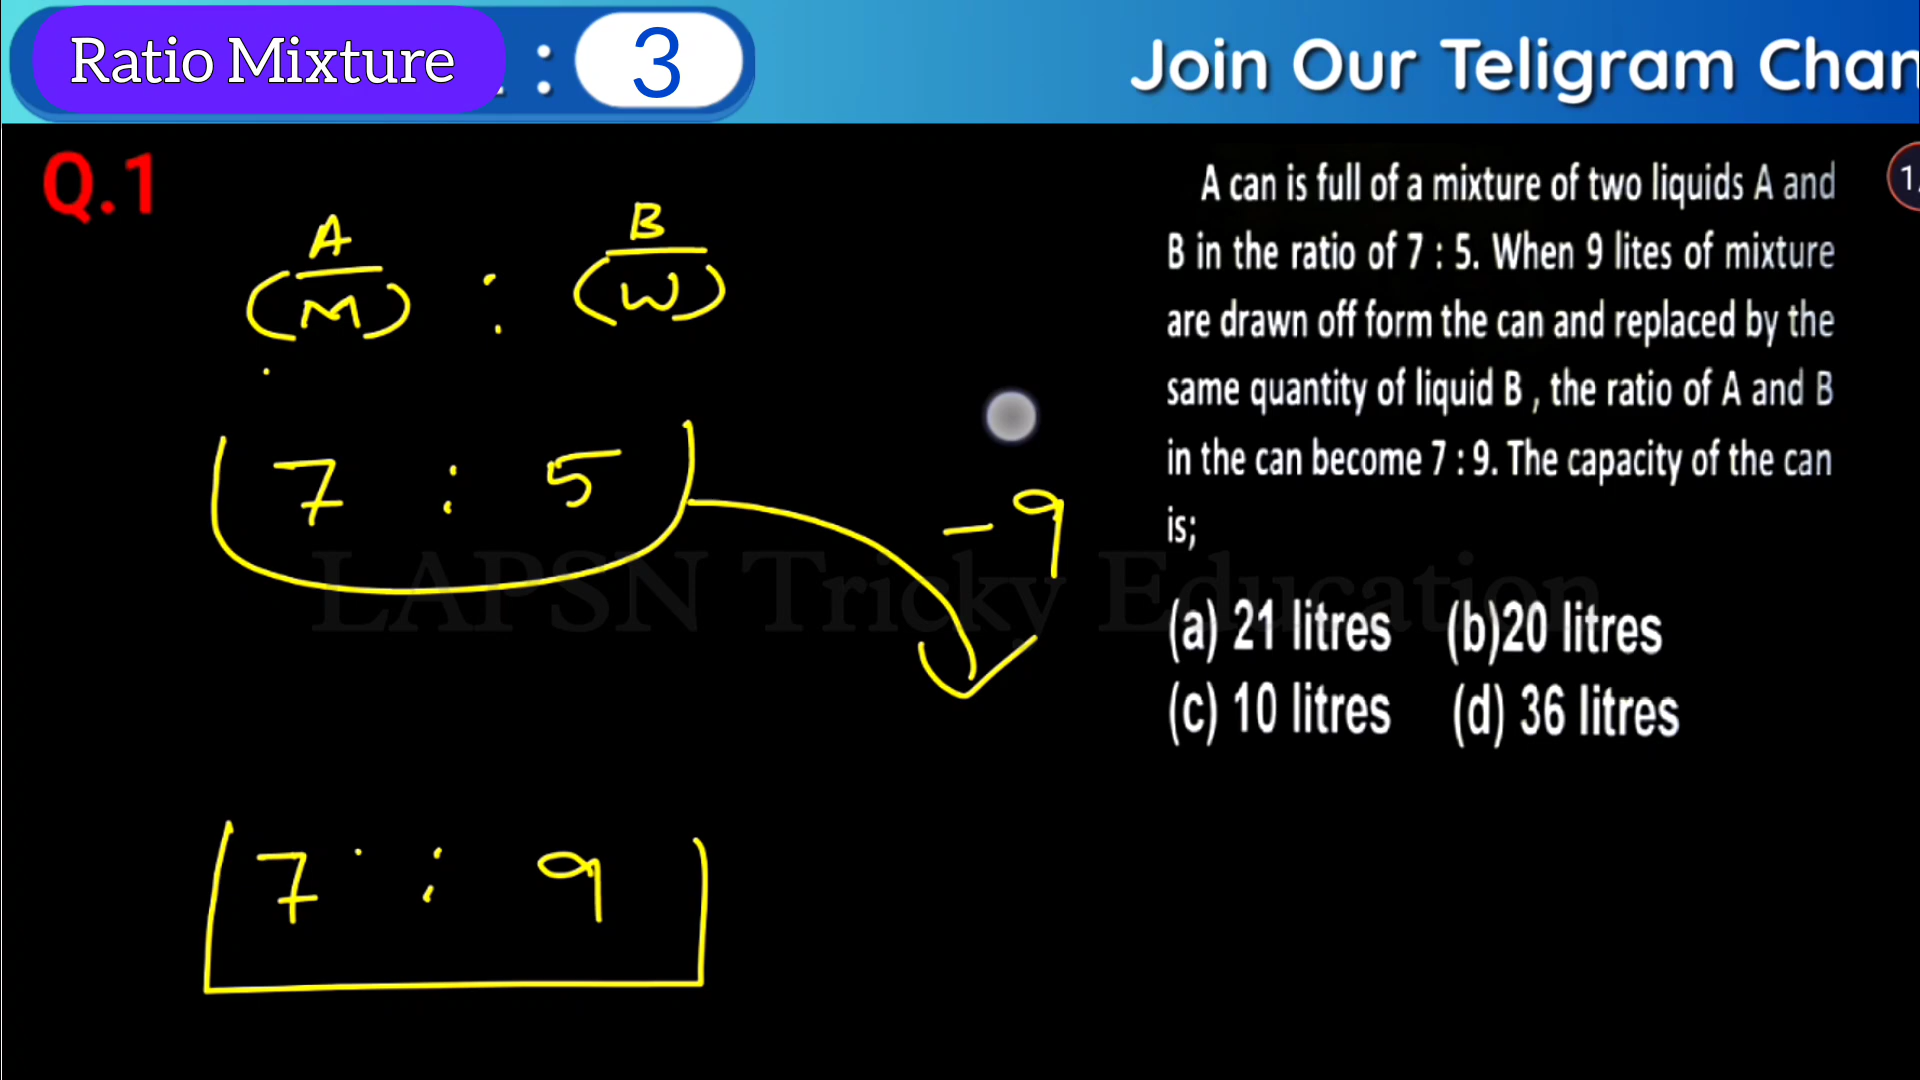 Ratio Mixture : 3
Join Our Teligram Chan
Q.1
A can is full of a mixture of two liquids A and
B in the ratio of 7 : 5. When 9 lites of mixture
are drawn off form the can and replaced by the
same quantity of liquid B , the ratio of A and B
in the can become 7 : 9. The capacity of the can
is;
(a) 21 litres (b)20 litres
(c) 10 litres (d) 36 litres
A B
(M) : (W)
7 : 5
- 9
7 : 9
LAPSN Tricky Education
1